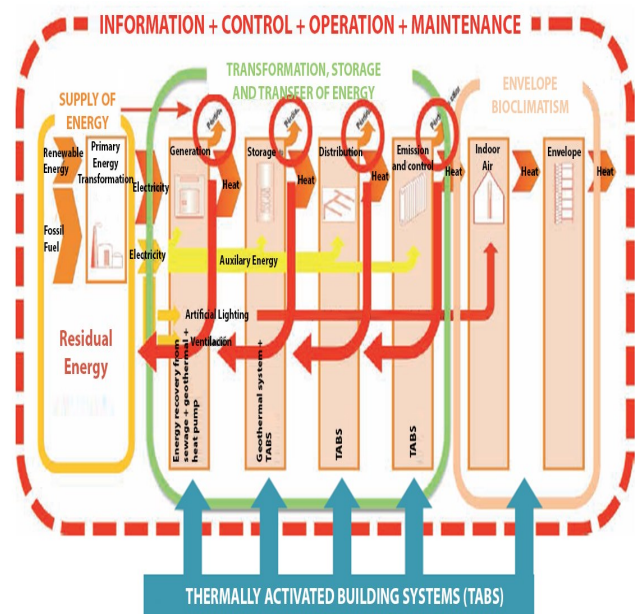 INFORMATION + CONTROL + OPERATION + MAINTENANCE
TRANSFORMATION, STORAGE
AND TRANSFER OF ENERGY
ENVELOPE
BIOCLIMATISM
SUPPLY OF
ENERGY
Renewable
Energy
Primary
Energy
Transformation
Electricity
Generation
Heat
Storage
Heat
Distribution
Heat
Emission
and control
Heat
Indoor
Air
Heat
Envelope
Heat
Fossil
Fuel
Electricity
Auxilary Energy
Artificial Lighting
Ventilación
Residual
Energy
Energy recovery from
sewage + geothermal +
heat pump
Geothermal system +
TABS
TABS
TABS
THERMALLY ACTIVATED BUILDING SYSTEMS (TABS)